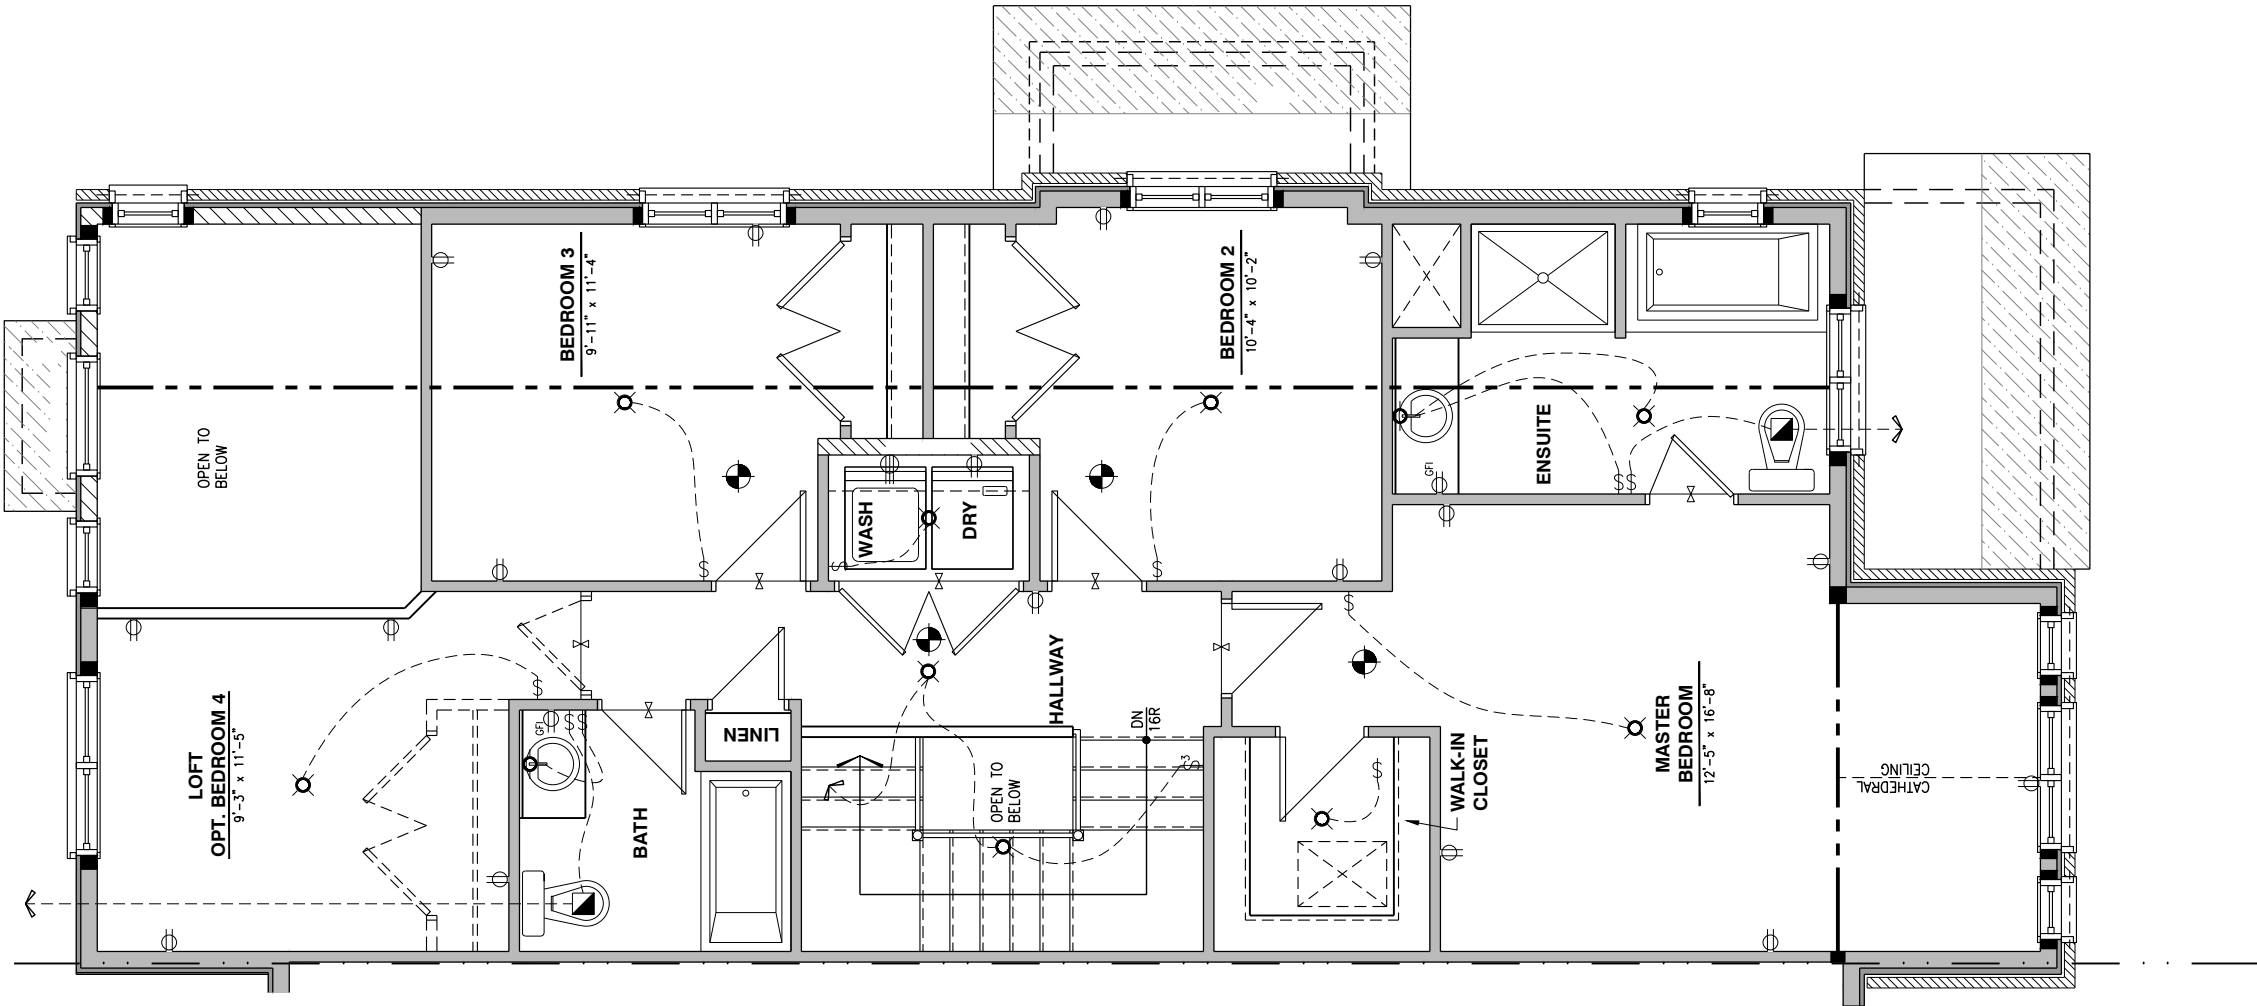 BEDROOM 3
9'-11" x 11'-4"
BEDROOM 2
10'-4" x 10'-2"
OPEN TO
BELOW
ENSUITE
GFI
WASH
DRY
S
S
S
S
S
S
S
HALLWAY
LOFT
OPT. BEDROOM 4
9'-3" x 11'-5"
S
GFI
S
S
LINEN
BATH
DN
16R
OPEN TO
BELOW
S3
S
WALK-IN
CLOSET
MASTER
BEDROOM
12'-5" x 16'-8"
CATHEDRAL
CEILING